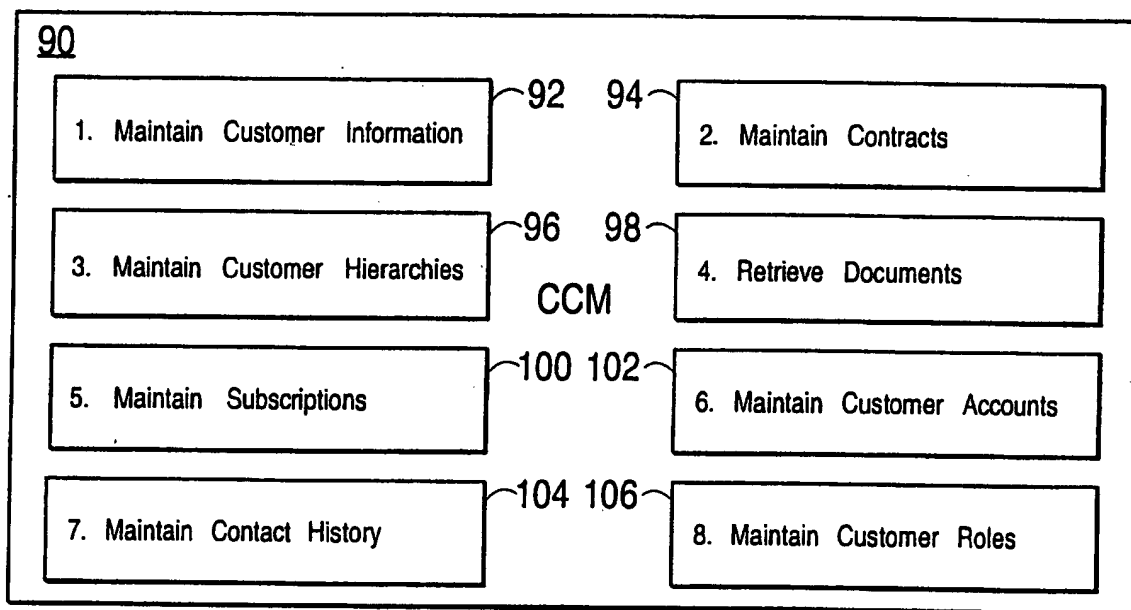 90
1. Maintain Customer Information
92
94
2. Maintain Contracts
3. Maintain Customer Hierarchies
96
98
4. Retrieve Documents
CCM
5. Maintain Subscriptions
100
102
6. Maintain Customer Accounts
7. Maintain Contact History
104
106
8. Maintain Customer Roles